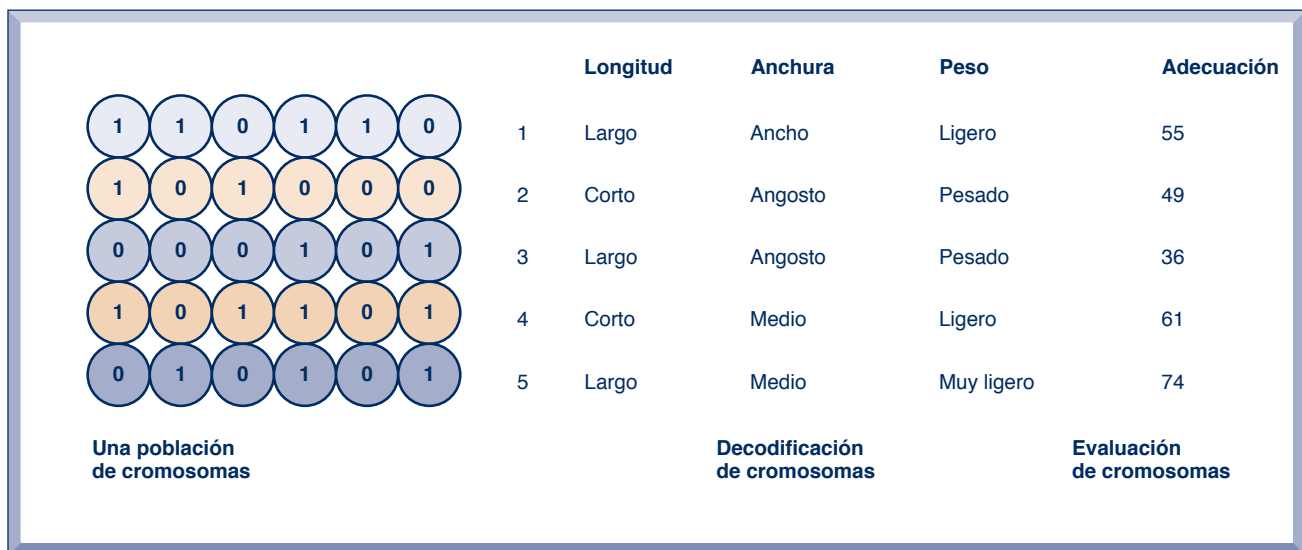 Longitud Anchura Peso Adecuación
1 1 0 1 1 0 1 Largo Ancho Ligero 55
1 0 1 0 0 0 2 Corto Angosto Pesado 49
0 0 0 1 0 1 3 Largo Angosto Pesado 36
1 0 1 1 0 1 4 Corto Medio Ligero 61
0 1 0 1 0 1 5 Largo Medio Muy ligero 74
Una población
de cromosomas
Decodificación
de cromosomas
Evaluación
de cromosomas